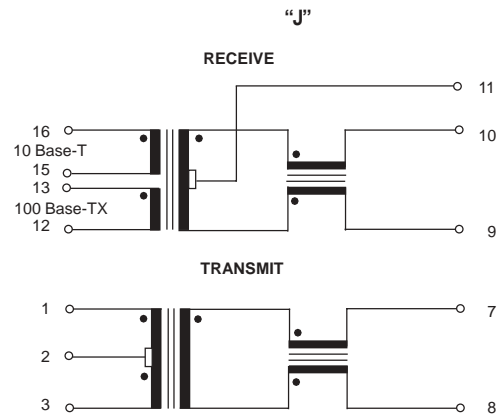 “J”
RECEIVE
11
16 10
10 Base-T
15
13
100 Base-TX
12 9
TRANSMIT
1 7
2
3 8